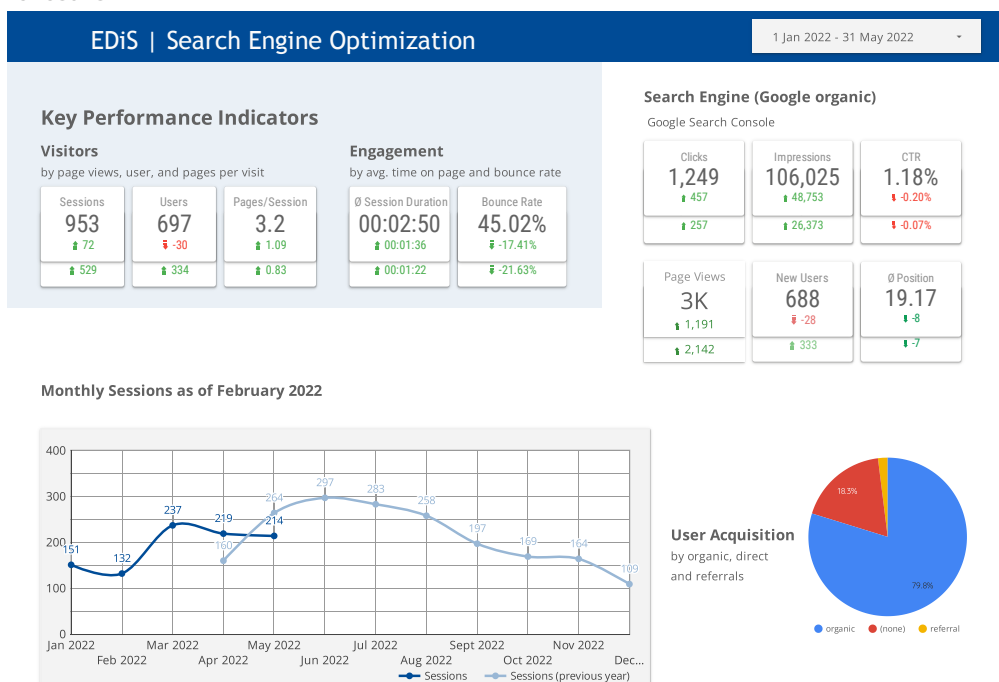 EDiS | Search Engine Optimization
1 Jan 2022 - 31 May 2022
Key Performance Indicators
Visitors
by page views, user, and pages per visit
Sessions
953
72
529
Users
697
-30
334
Pages/Session
3.2
1.09
0.83
Engagement
by avg. time on page and bounce rate
Ø Session Duration
00:02:50
00:01:36
00:01:22
Bounce Rate
45.02%
-17.41%
-21.63%
Search Engine (Google organic)
Google Search Console
Clicks
1,249
457
257
Impressions
106,025
48,753
26,373
CTR
1.18%
-0.20%
-0.07%
Page Views
3K
1,191
2,142
New Users
688
-28
333
Ø Position
19.17
-8
-7
Monthly Sessions as of February 2022
400
300
200
100
0
151
132
237
219
214
160
264
297
283
258
197
169
164
109
Jan 2022
Feb 2022
Mar 2022
Apr 2022
May 2022
Jun 2022
Jul 2022
Aug 2022
Sept 2022
Oct 2022
Nov 2022
Dec...
Sessions
Sessions (previous year)
User Acquisition
by organic, direct
and referrals
18.3%
79.8%
organic
(none)
referral